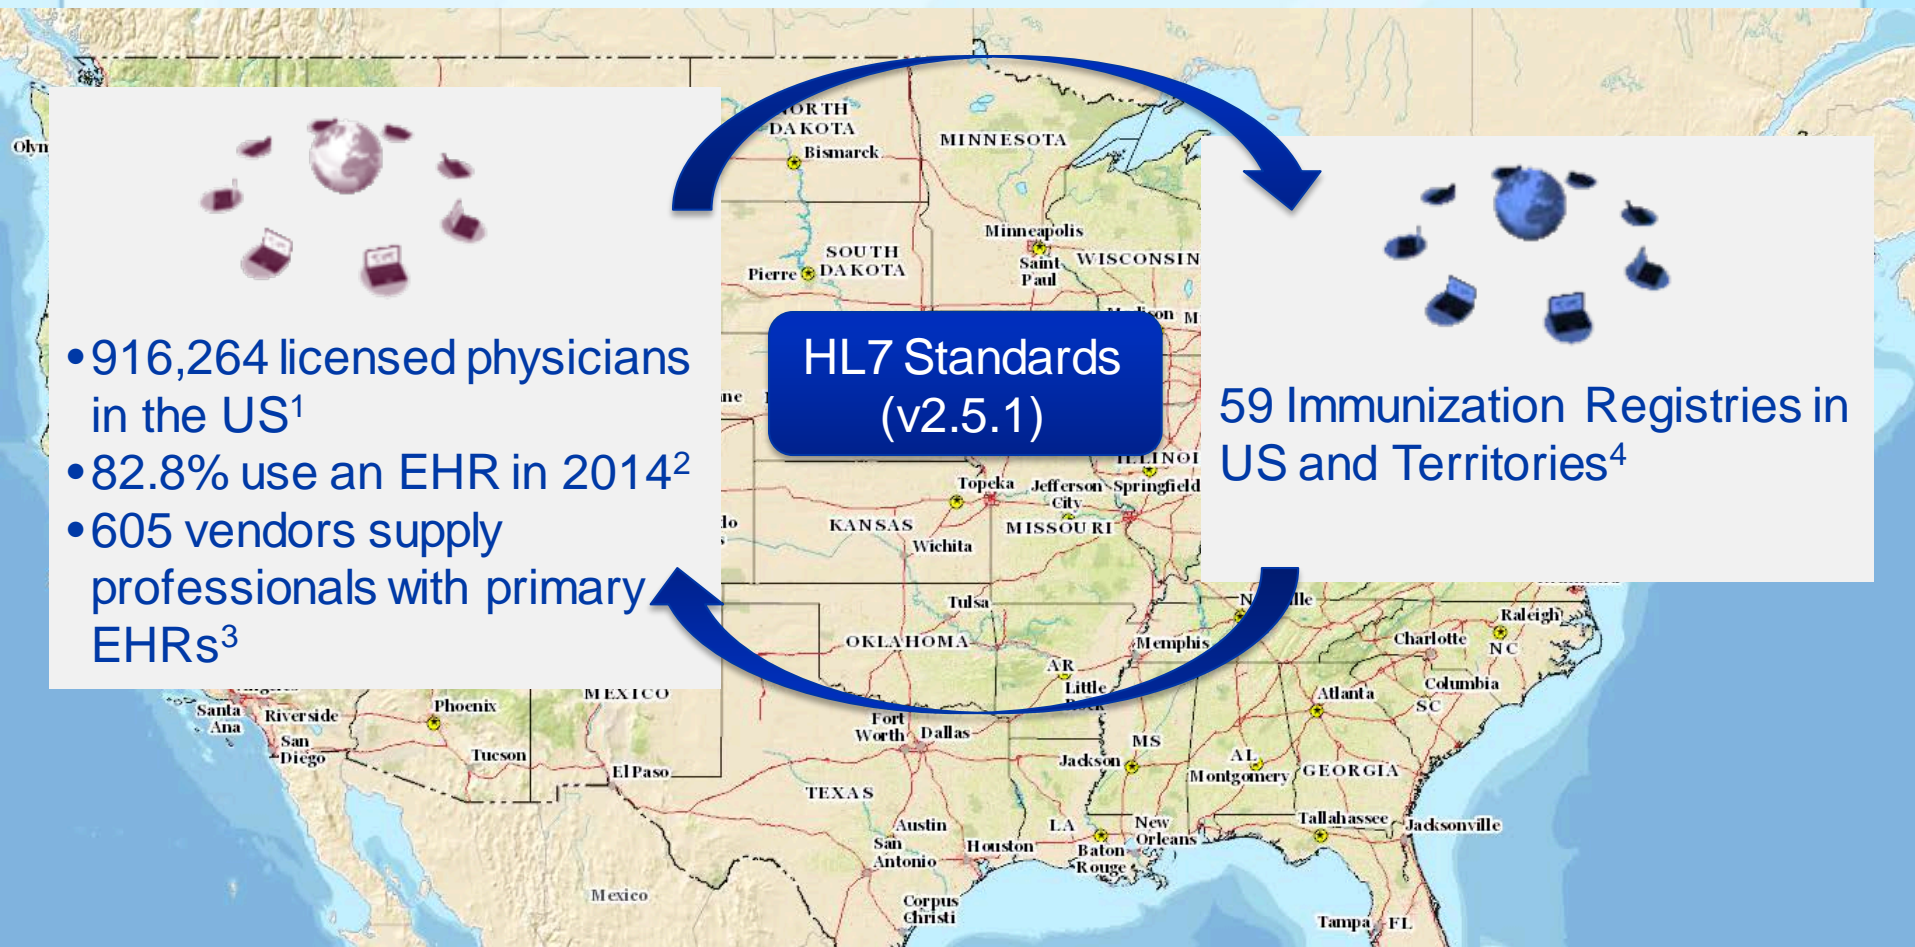 NORTH
DAKOTA
Bismarck
MINNESOTA
Minneapolis
Saint
Paul
WISCONSIN
SOUTH
DAKOTA
Pierre
•916,264 licensed physicians
in the US1
•82.8% use an EHR in 20142
•605 vendors supply
professionals with primary
EHRs3
HL7 Standards
(v2.5.1)
59 Immunization Registries in
US and Territories4
Topeka
Jefferson
City
Springfield
KANSAS
MISSOURI
Wichita
Tulsa
OKLAHOMA
Memphis
AR
Little
Raleigh
Charlotte
NC
Columbia
SC
Atlanta
MEXICO
Santa
Ana
Riverside
San
Diego
Phoenix
Tucson
El Paso
Fort
Worth
Dallas
Jackson
MS
AL
Montgomery
GEORGIA
TEXAS
Austin
San
Antonio
Houston
LA
Baton
Rouge
New
Orleans
Tallahassee
Jacksonville
Mexico
Corpus
Christi
Tampa
FL